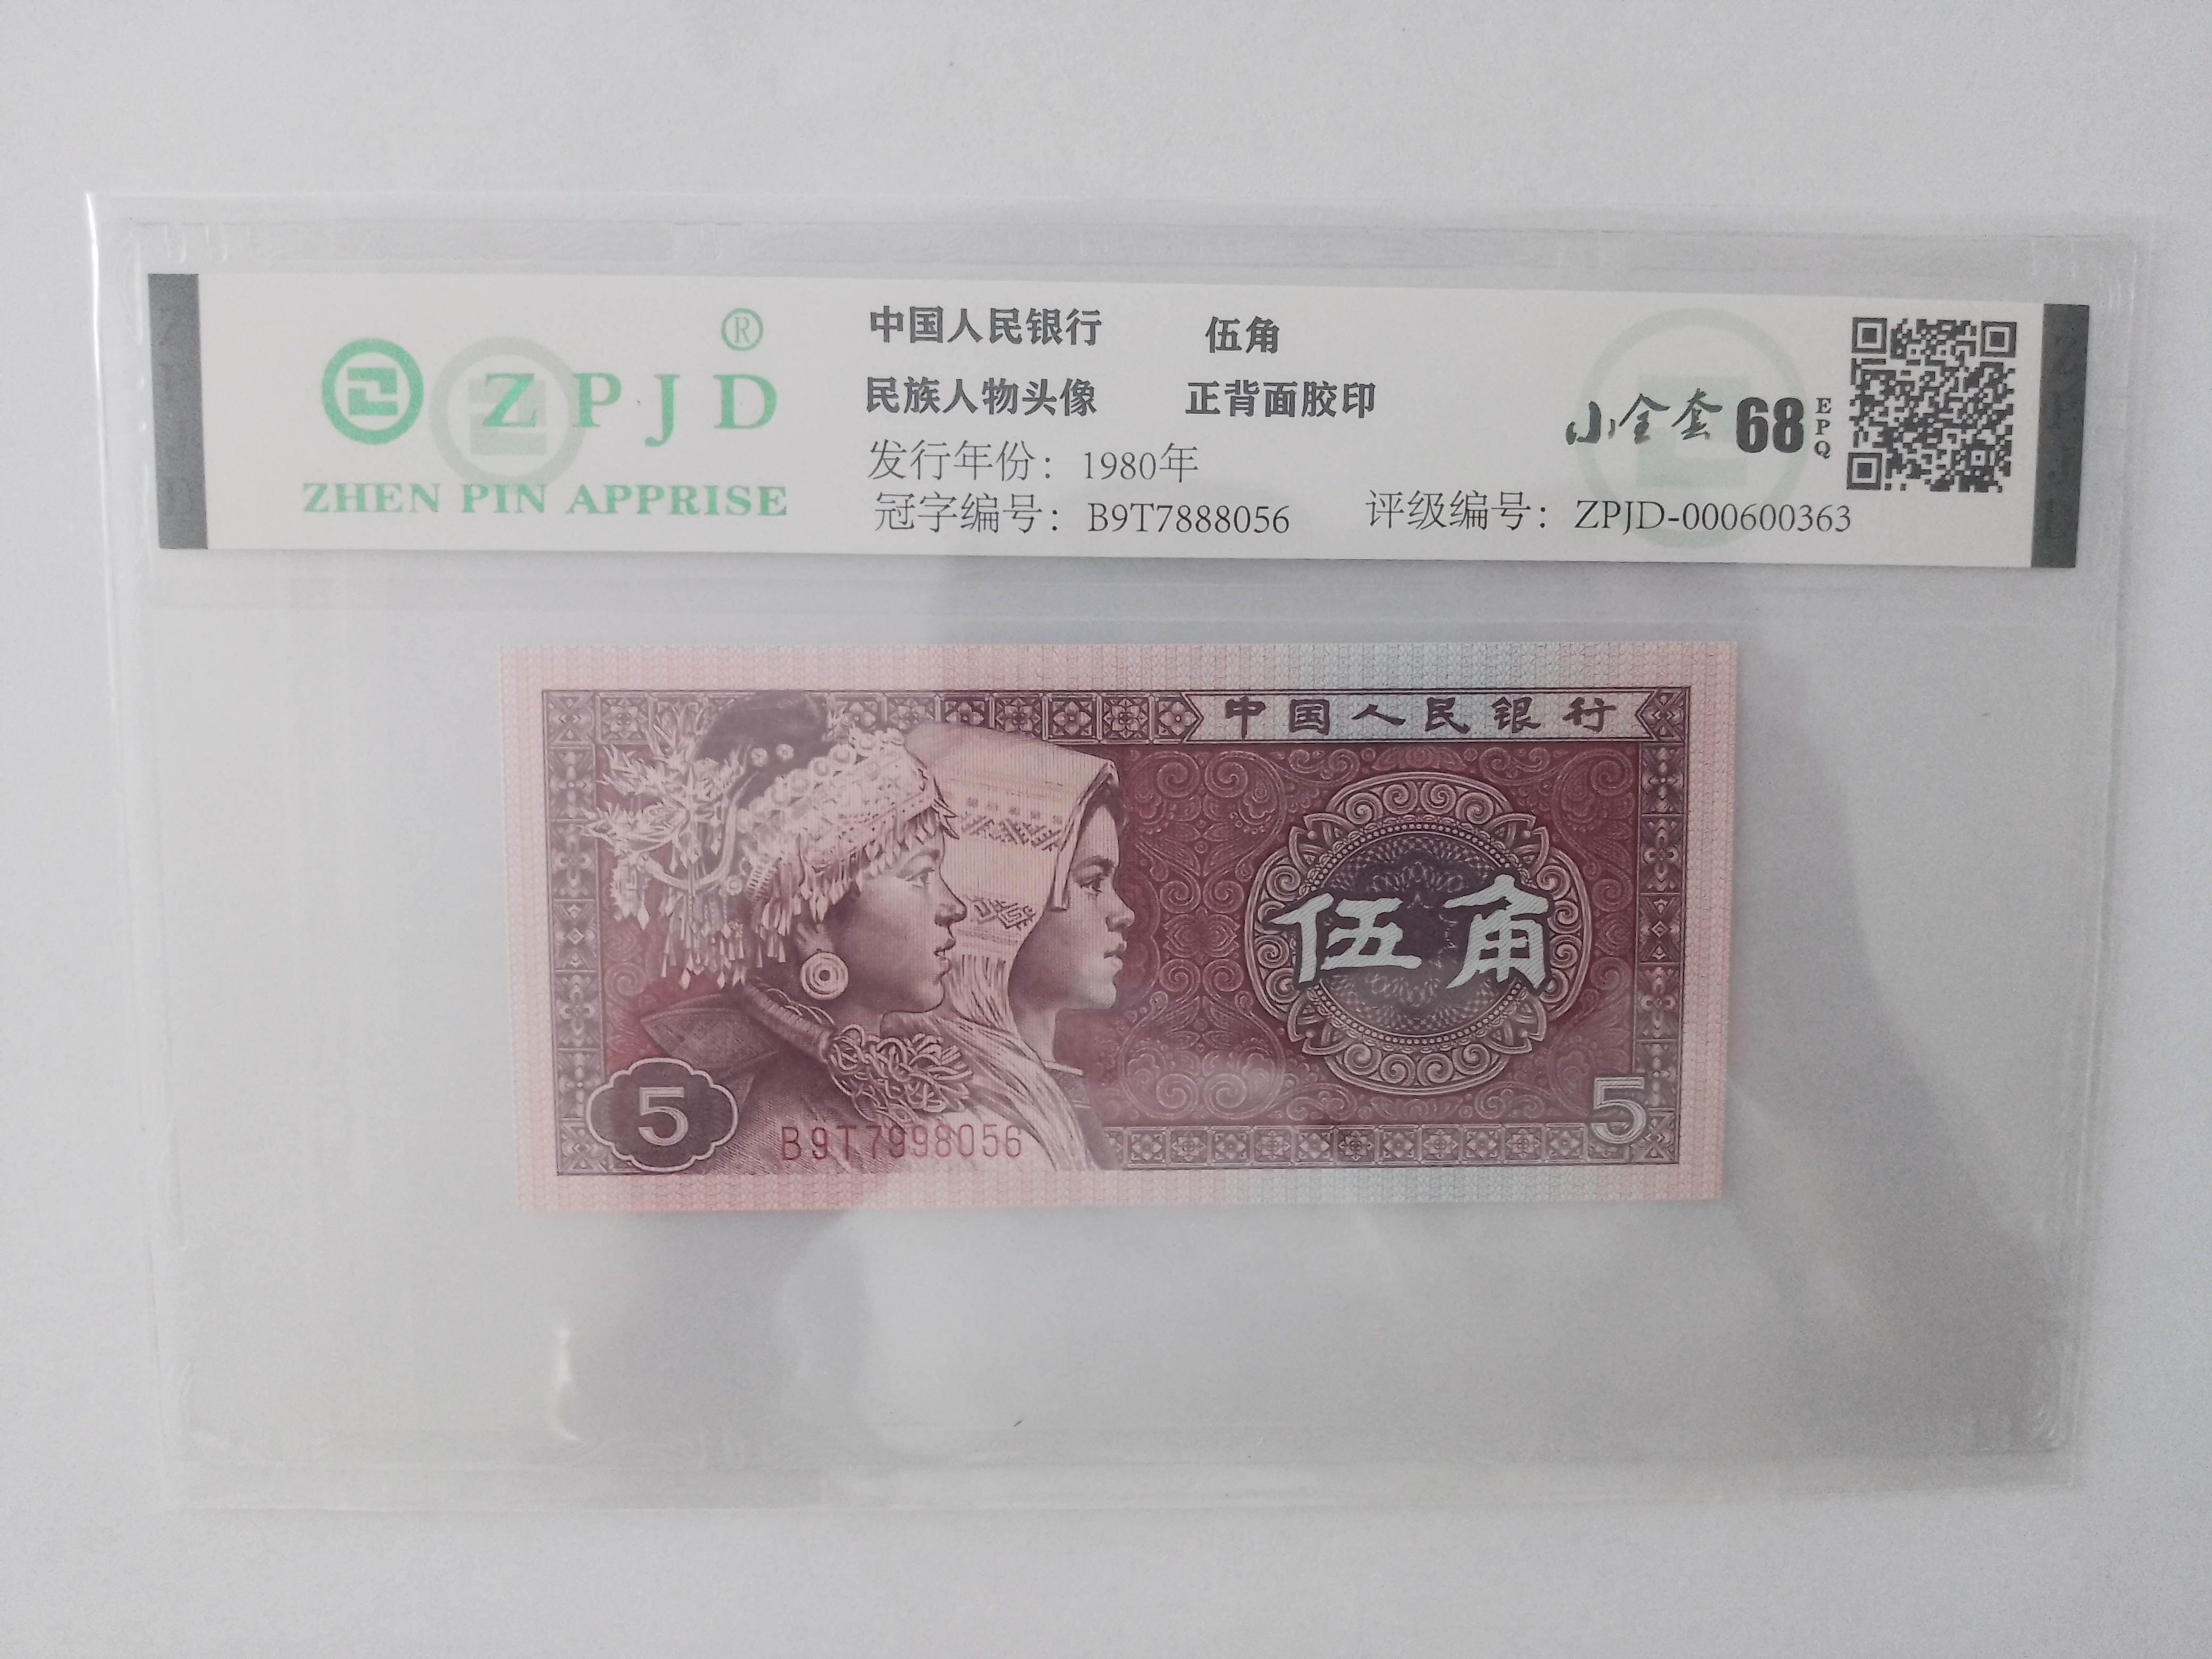 ®
ZPJD
ZHEN PIN APPRISE
中国人民银行 伍角
民族人物头像 正背面胶印
发行年份：1980年
冠字编号：B9T7888056 评级编号：ZPJD-000600363
小全套 68 EPQ
中国人民银行
伍角
5
B9T7998056
5